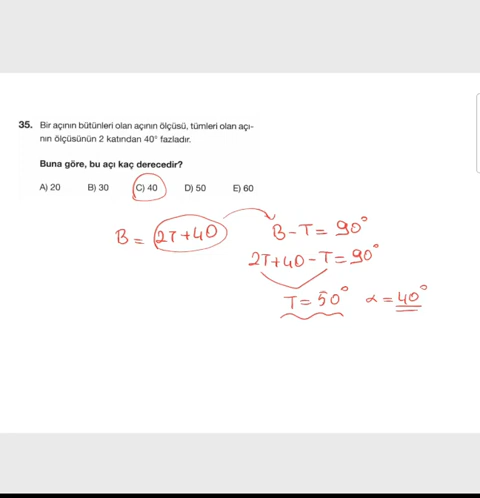 35. Bir açının bütünleri olan açının ölçüsü, tümleri olan açı-
nın ölçüsünün 2 katından 40° fazladır.
Buna göre, bu açı kaç derecedir?
A) 20 B) 30 C) 40 D) 50 E) 60
B = 2T+40
B-T = 90°
2T+40-T = 90°
T = 50° α = 40°